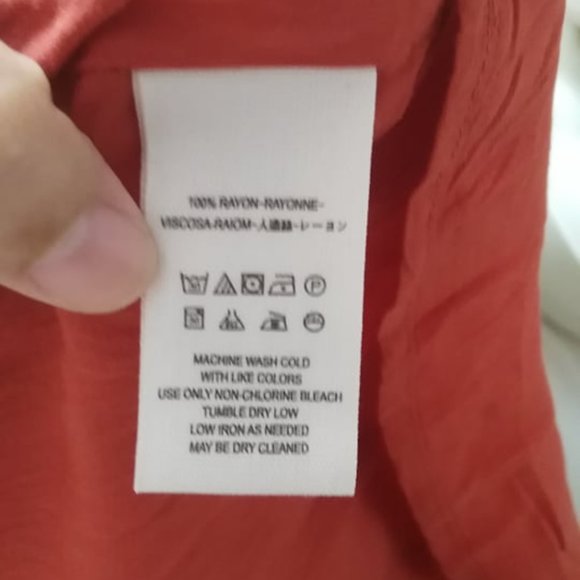 100% RAYON-RAYONNE-
VISCOSA-RAIOM-人造絲-レーヨン
P
MACHINE WASH COLD
WITH LIKE COLORS
USE ONLY NON-CHLORINE BLEACH
TUMBLE DRY LOW
LOW IRON AS NEEDED
MAY BE DRY CLEANED